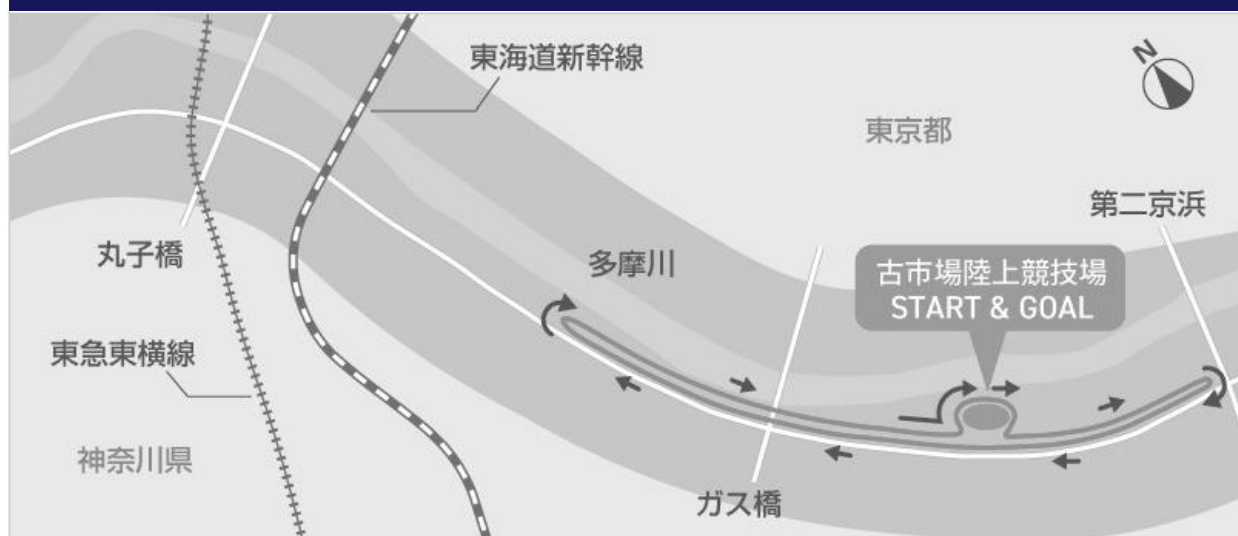 東海道新幹線
N
東京都
第二京浜
丸子橋
多摩川
古市場陸上競技場
START & GOAL
東急東横線
神奈川県
ガス橋